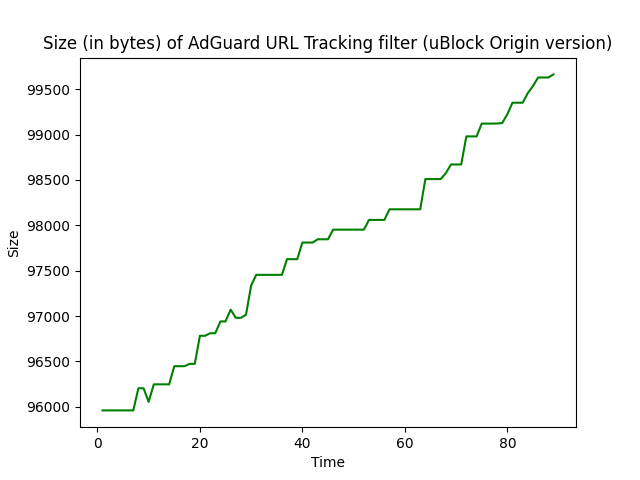 Size (in bytes) of AdGuard URL Tracking filter (uBlock Origin version)
99500
99000
98500
98000
97500
97000
96500
96000
Size
0 20 40 60 80
Time